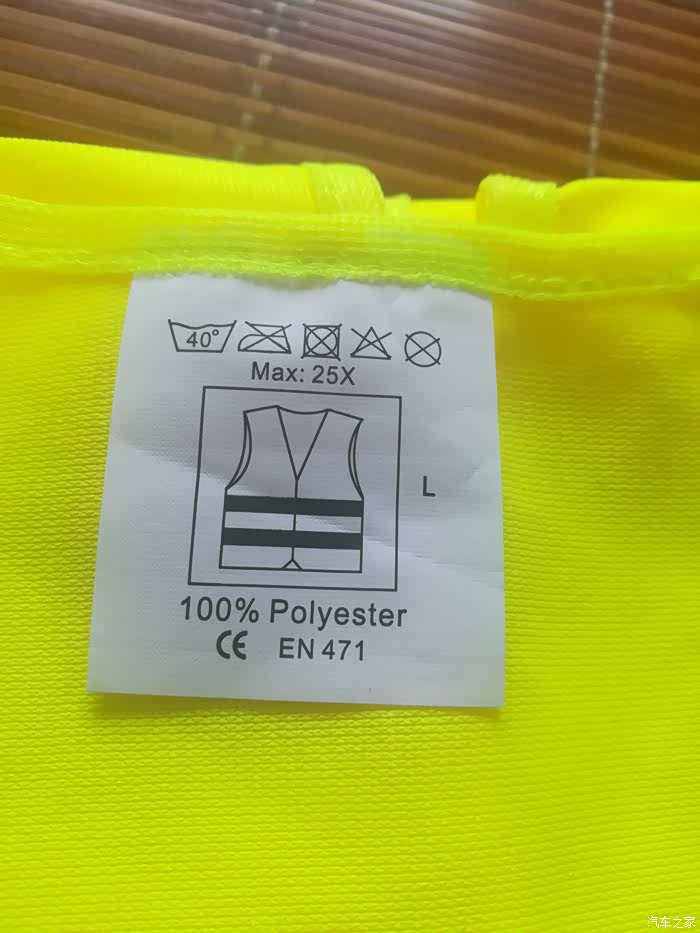 40°
Max: 25X
L
100% Polyester
CE EN 471
汽车之家